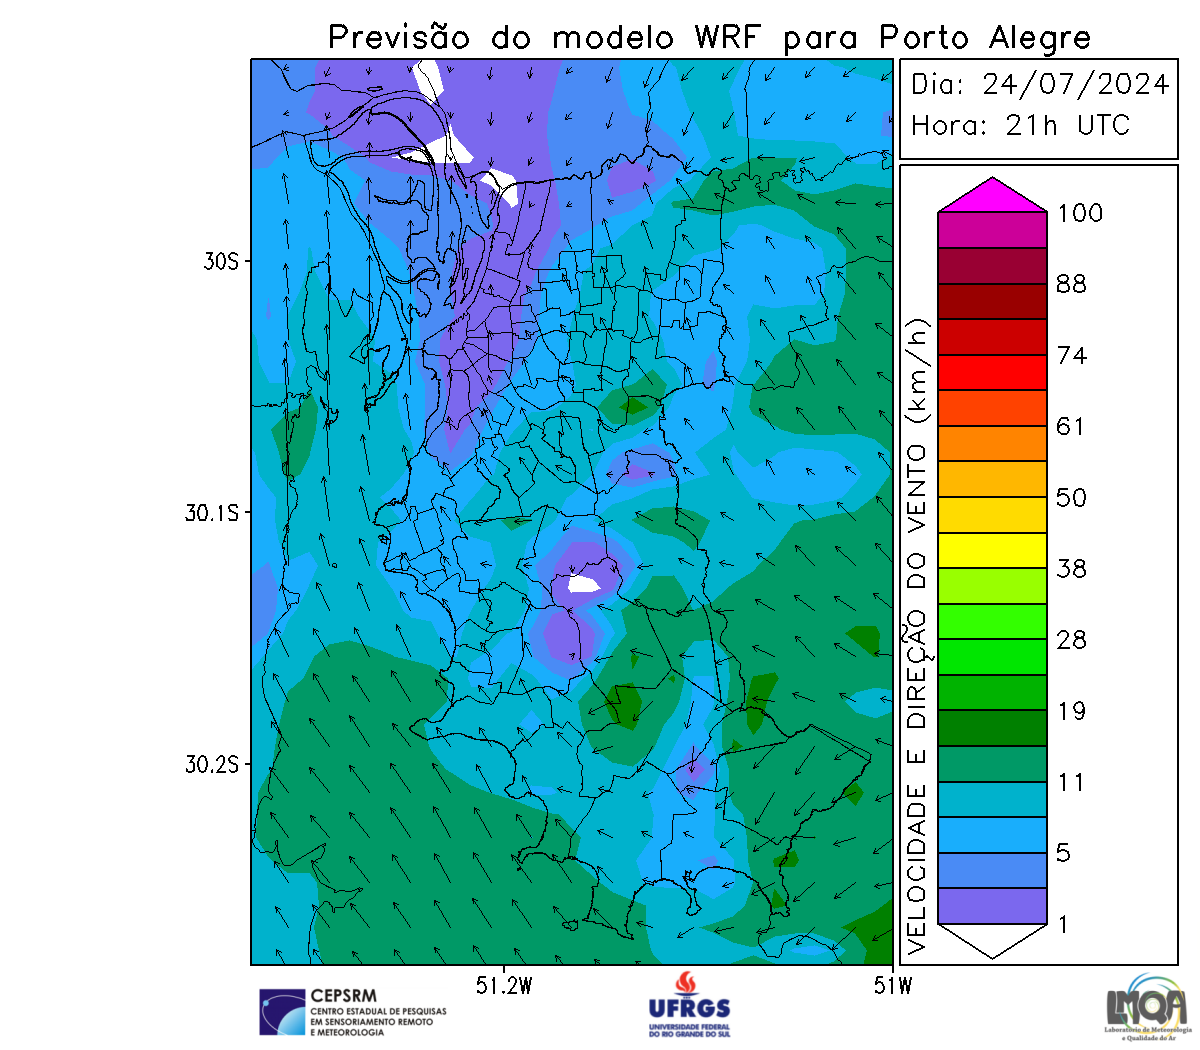 Previsão do modelo WRF para Porto Alegre
Dia: 24/07/2024
Hora: 21h UTC
100
88
74
61
50
38
28
19
11
5
1
VELOCIDADE E DIREÇÃO DO VENTO (km/h)
30S
30.1S
30.2S
51.2W
51W
CEPSRM
CENTRO ESTADUAL DE PESQUISAS
EM SENSORIAMENTO REMOTO
E METEOROLOGIA
UFRGS
UNIVERSIDADE FEDERAL
DO RIO GRANDE DO SUL
LMQA
Laboratório de Meteorologia
e Qualidade do Ar